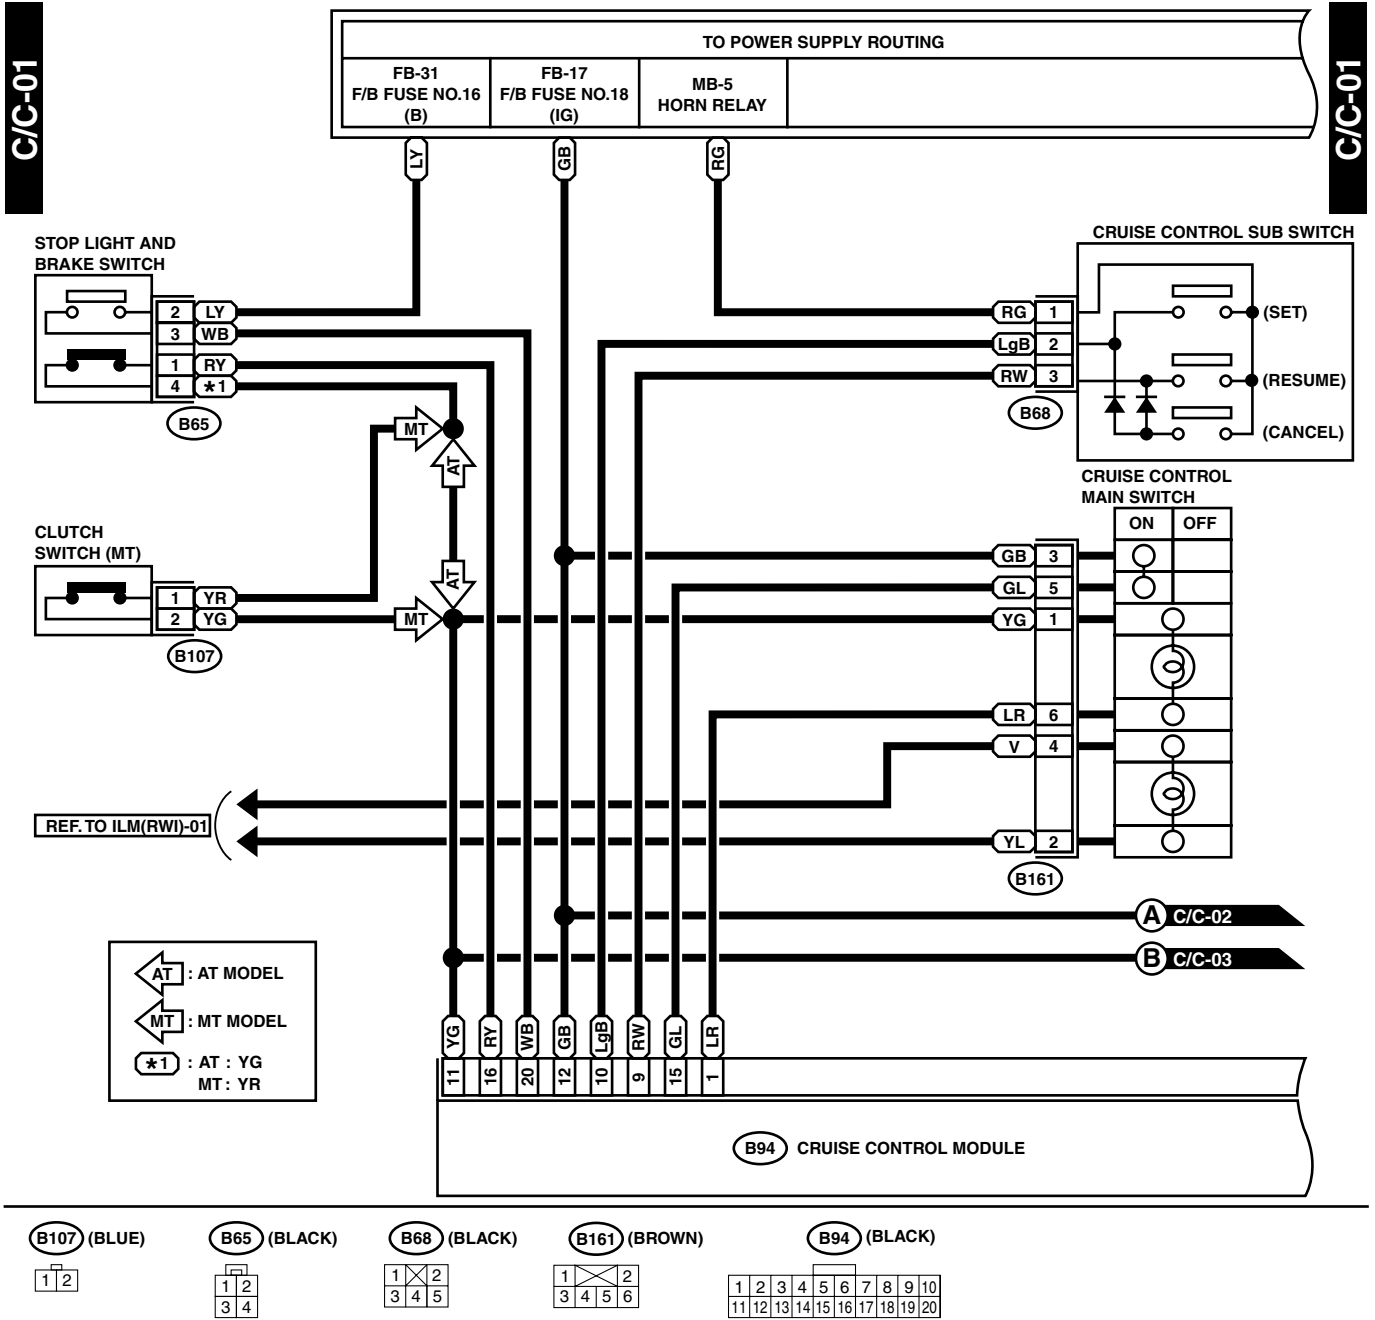 C/C-01
C/C-01
TO POWER SUPPLY ROUTING
FB-31
F/B FUSE NO.16
(B)
FB-17
F/B FUSE NO.18
(IG)
MB-5
HORN RELAY
LY
GB
RG
STOP LIGHT AND
BRAKE SWITCH
2 LY
3 WB
1 RY
4 *1
B65
CRUISE CONTROL SUB SWITCH
RG 1
LgB 2
RW 3
B68
(SET)
(RESUME)
(CANCEL)
MT
AT
CLUTCH
SWITCH (MT)
1 YR
2 YG
B107
AT
MT
CRUISE CONTROL
MAIN SWITCH
ON OFF
GB 3
GL 5
YG 1
LR 6
V 4
YL 2
B161
REF. TO ILM(RWI)-01
A C/C-02
B C/C-03
AT : AT MODEL
MT : MT MODEL
*1 : AT : YG
MT : YR
YG RY WB GB LgB RW GL LR
11 16 20 12 10 9 15 1
B94 CRUISE CONTROL MODULE
B107 (BLUE)
1 2
B65 (BLACK)
1 2
3 4
B68 (BLACK)
1 2
3 4 5
B161 (BROWN)
1 2
3 4 5 6
B94 (BLACK)
1 2 3 4 5 6 7 8 9 10
11 12 13 14 15 16 17 18 19 20